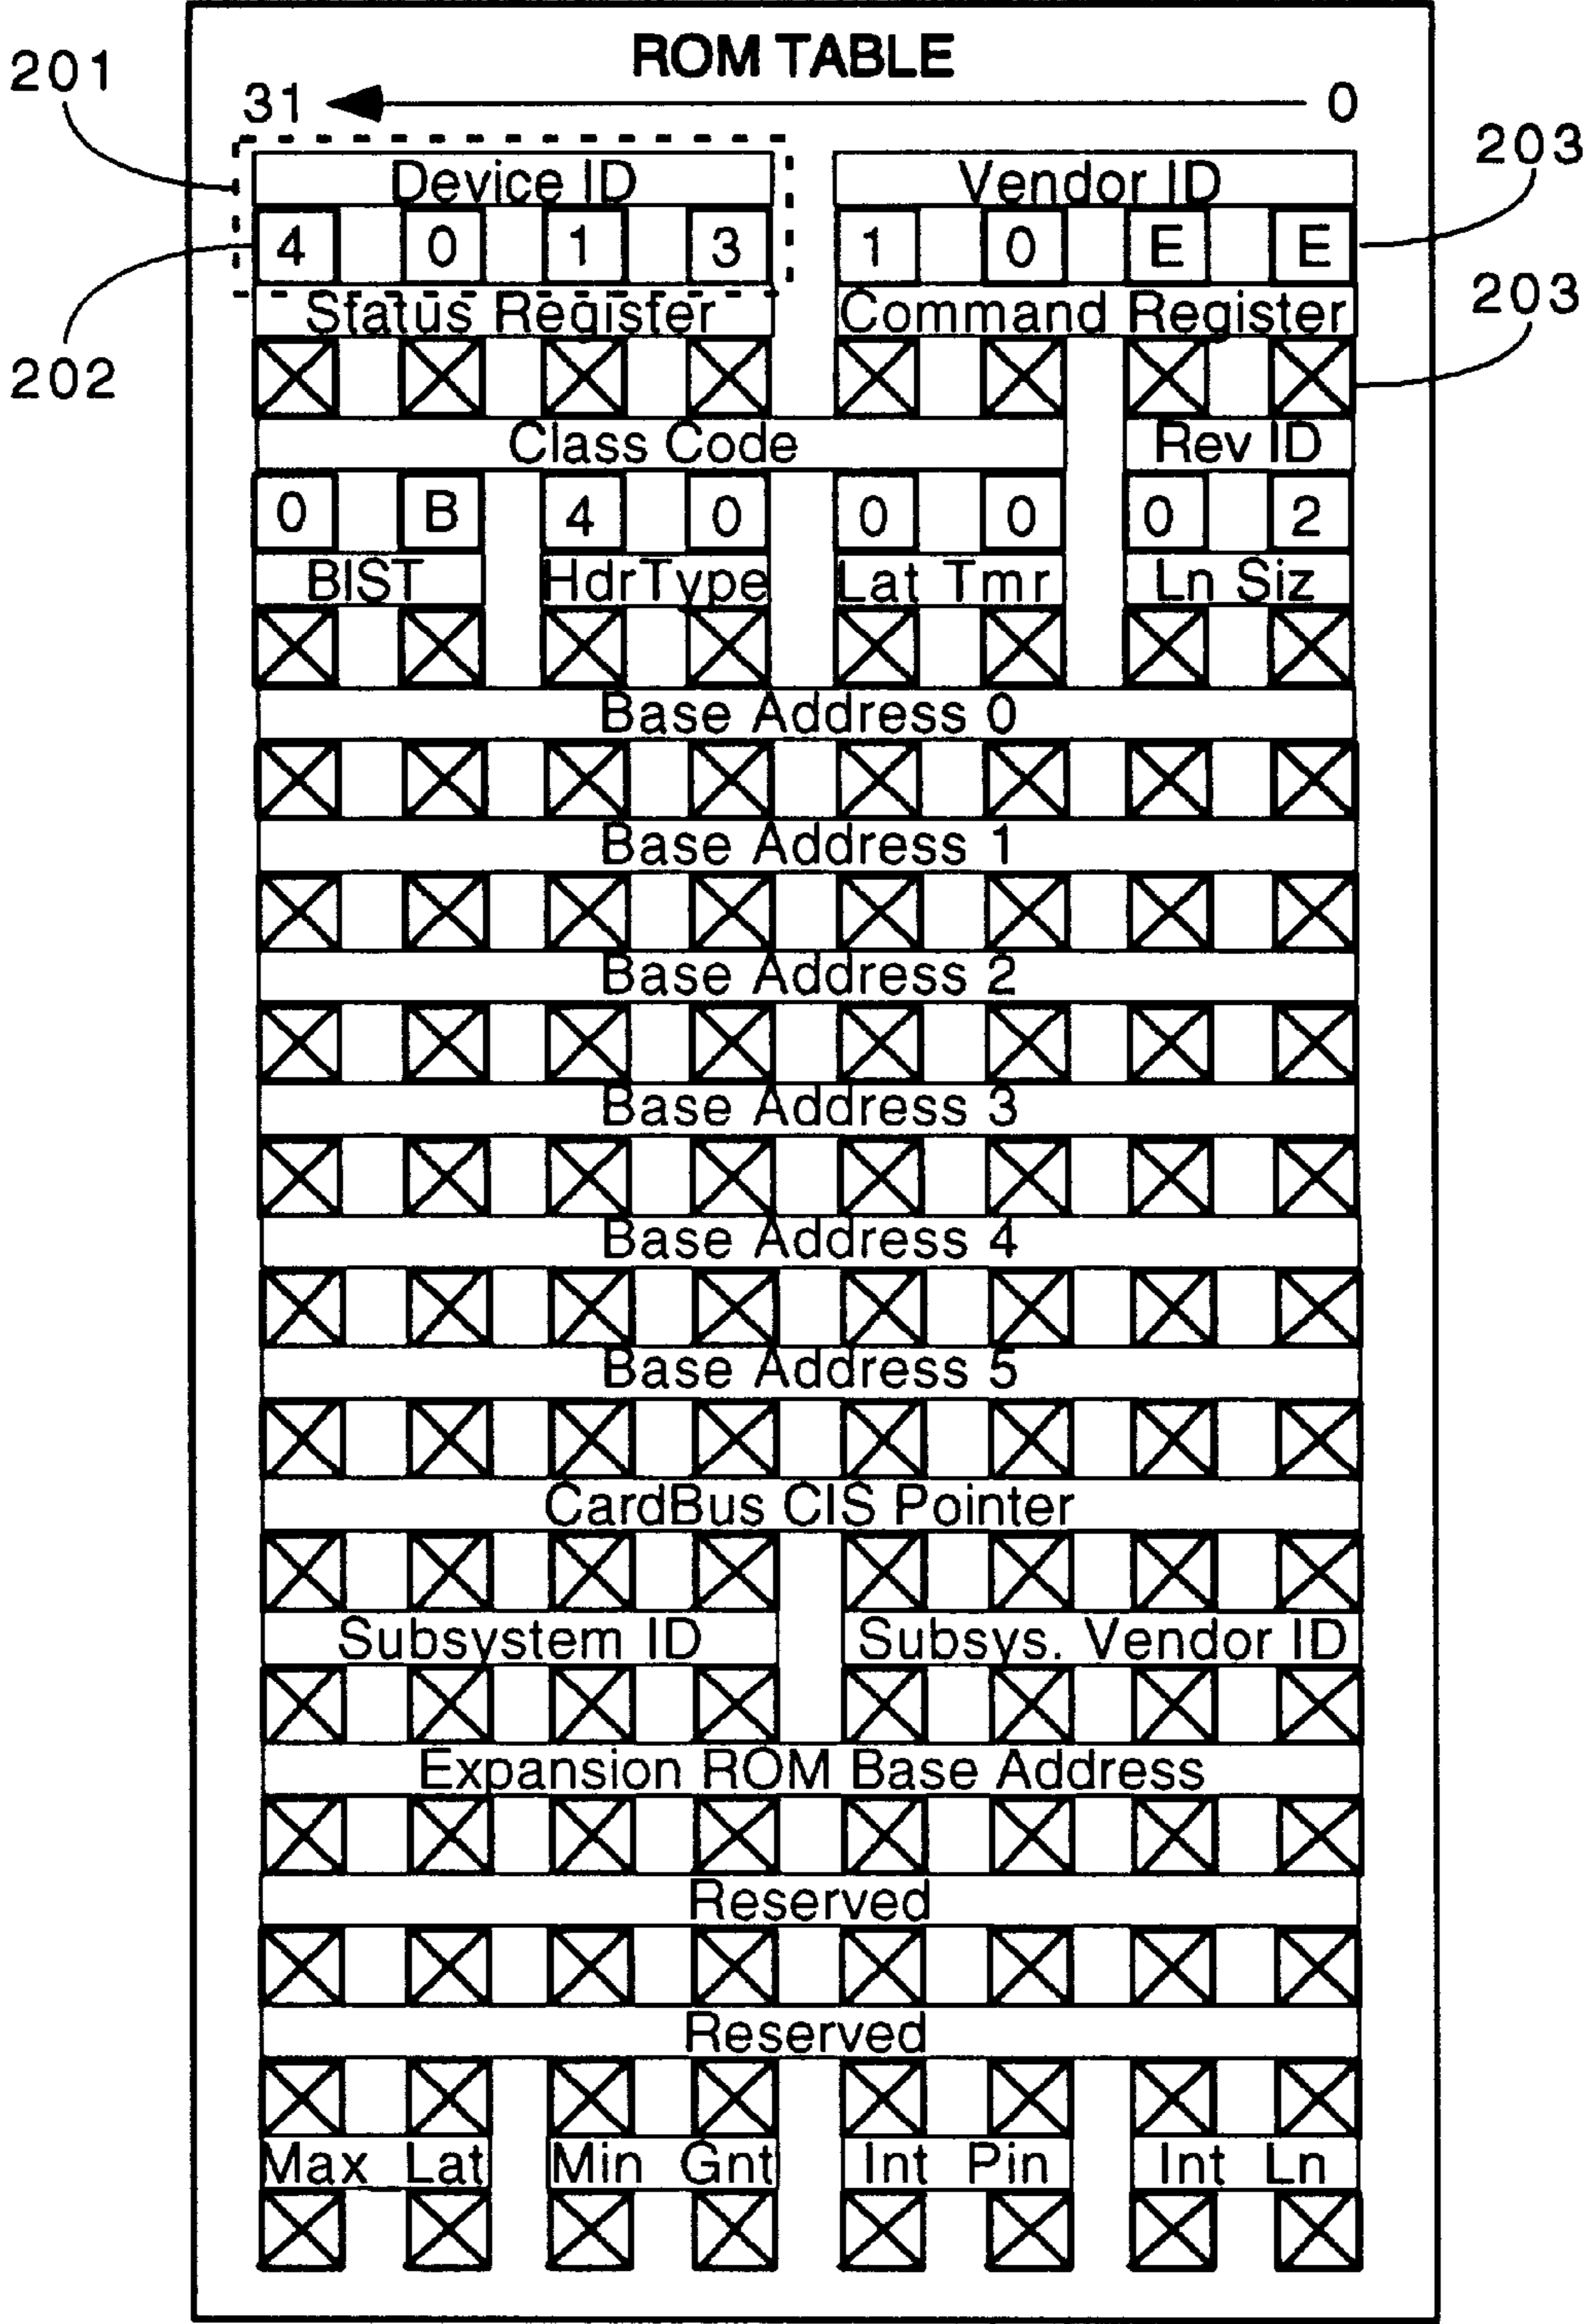 ROM TABLE
201
31 0
203
Device ID Vendor ID
4 0 1 3 1 0 E E
203
Status Register Command Register
202
Class Code Rev ID
0 B 4 0 0 0 0 2
BIST HdrType Lat Tmr Ln Siz
Base Address 0
Base Address 1
Base Address 2
Base Address 3
Base Address 4
Base Address 5
CardBus CIS Pointer
Subsystem ID Subsys. Vendor ID
Expansion ROM Base Address
Reserved
Reserved
Max Lat Min Gnt Int Pin Int Ln